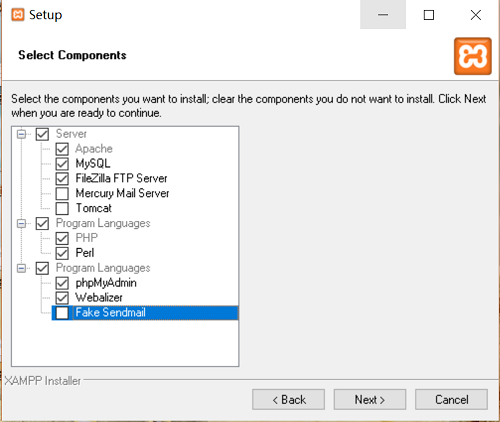 Setup
Select Components
Select the components you want to install; clear the components you do not want to install. Click Next
when you are ready to continue.
Server
Apache
MySQL
FileZilla FTP Server
Mercury Mail Server
Tomcat
Program Languages
PHP
Perl
Program Languages
phpMyAdmin
Webalizer
Fake Sendmail
XAMPP Installer
< Back
Next >
Cancel